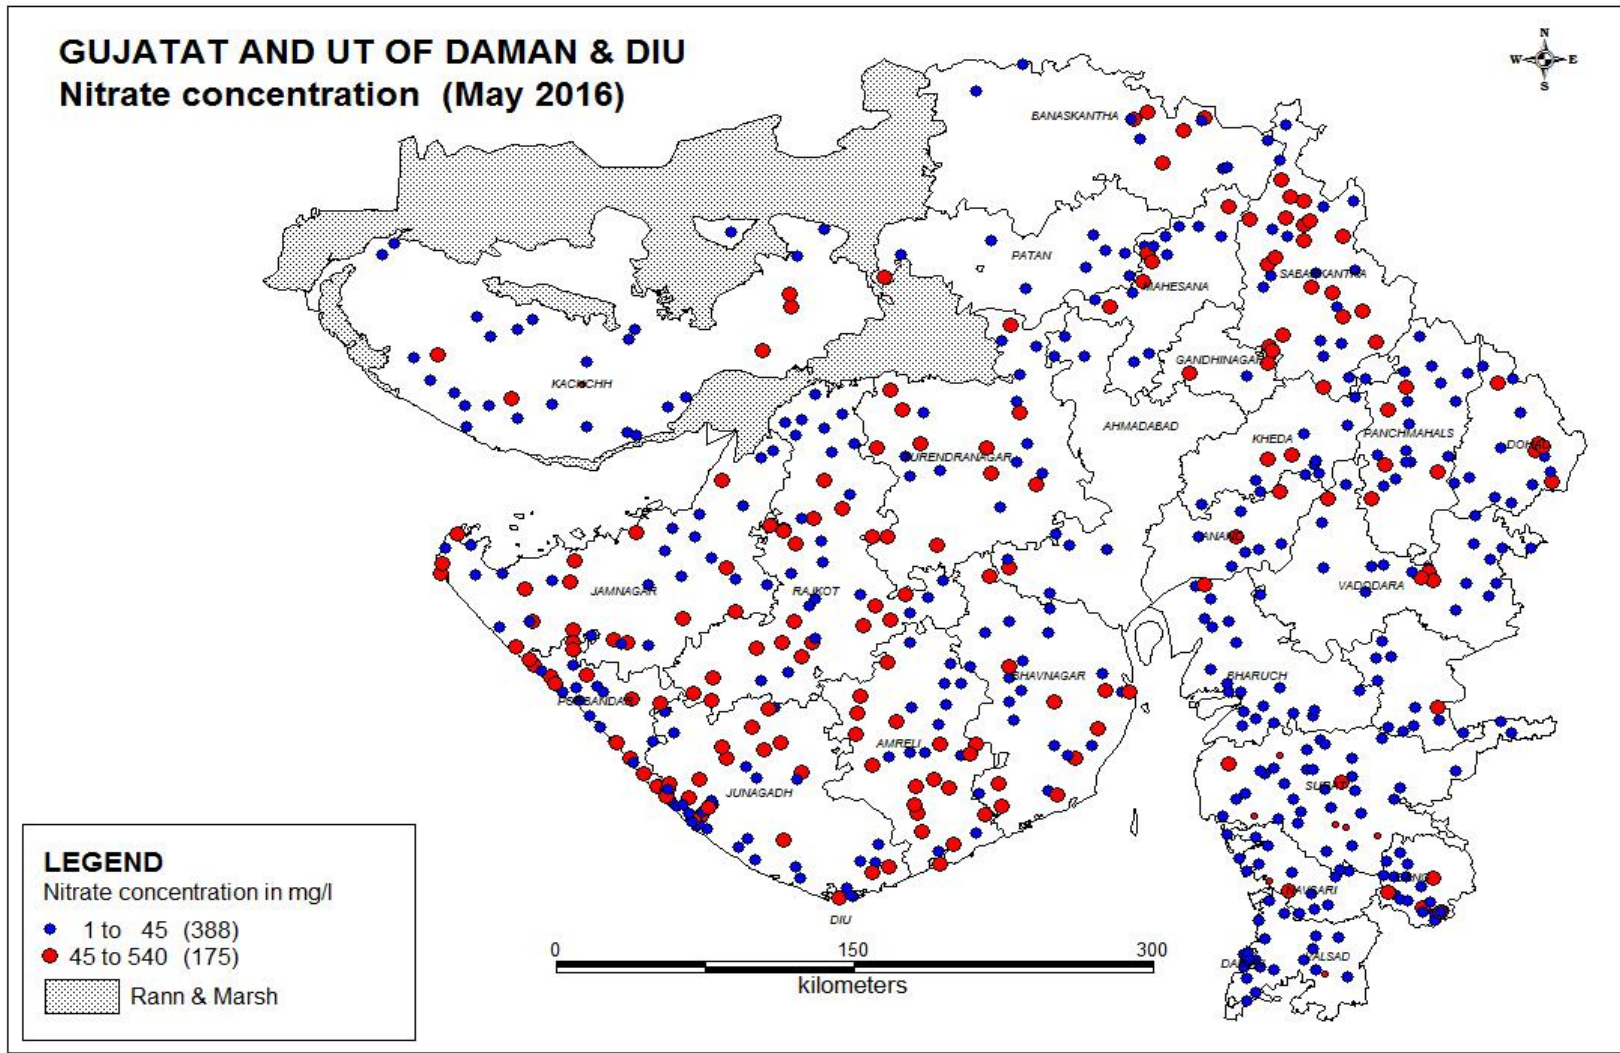 GUJATAT AND UT OF DAMAN & DIU
Nitrate concentration (May 2016)
N
W E
S
BANASKANTHA
PATAN
MAHESANA
SABARKANTHA
GANDHINAGAR
KACHCHH
AHMADABAD
KHEDA
PANCHMAHALS
DOHAD
SURENDRANAGAR
ANAND
VADODARA
JAMNAGAR
RAJKOT
BHAVNAGAR
BHARUCH
PORBANDAR
AMRELI
JUNAGADH
SURAT
NAVSARI
DIU
VALSAD
LEGEND
Nitrate concentration in mg/l
1 to 45 (388)
45 to 540 (175)
Rann & Marsh
0 150 300
kilometers